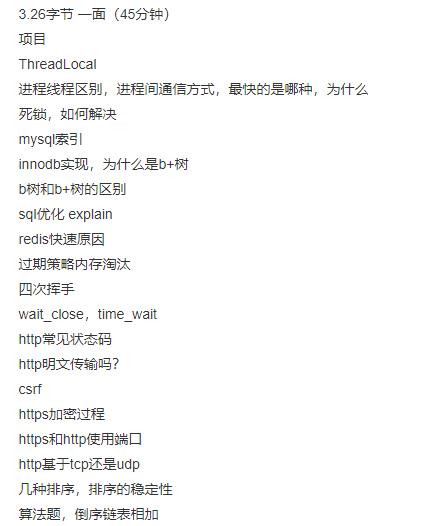 3.26字节 一面（45分钟）
项目
ThreadLocal
进程线程区别，进程间通信方式，最快的是哪种，为什么
死锁，如何解决
mysql索引
innodb实现，为什么是b+树
b树和b+树的区别
sql优化 explain
redis快速原因
过期策略内存淘汰
四次挥手
wait_close，time_wait
http常见状态码
http明文传输吗？
csrf
https加密过程
https和http使用端口
http基于tcp还是udp
几种排序，排序的稳定性
算法题，倒序链表相加